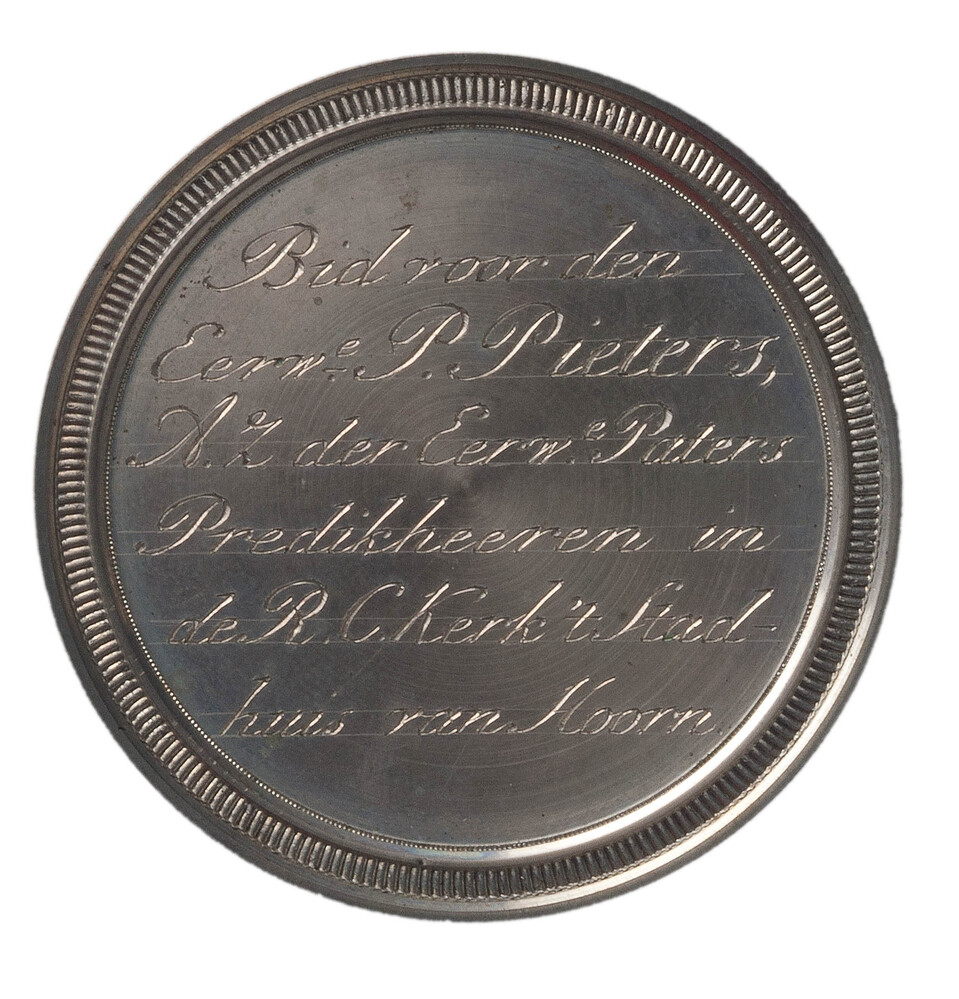 Bid voor den
Eerw.e P. Pieters,
A. Z. der Eerw.e Paters
Predikheeren in
de R. C. Kerk 't Stad-
huis van Hoorn.